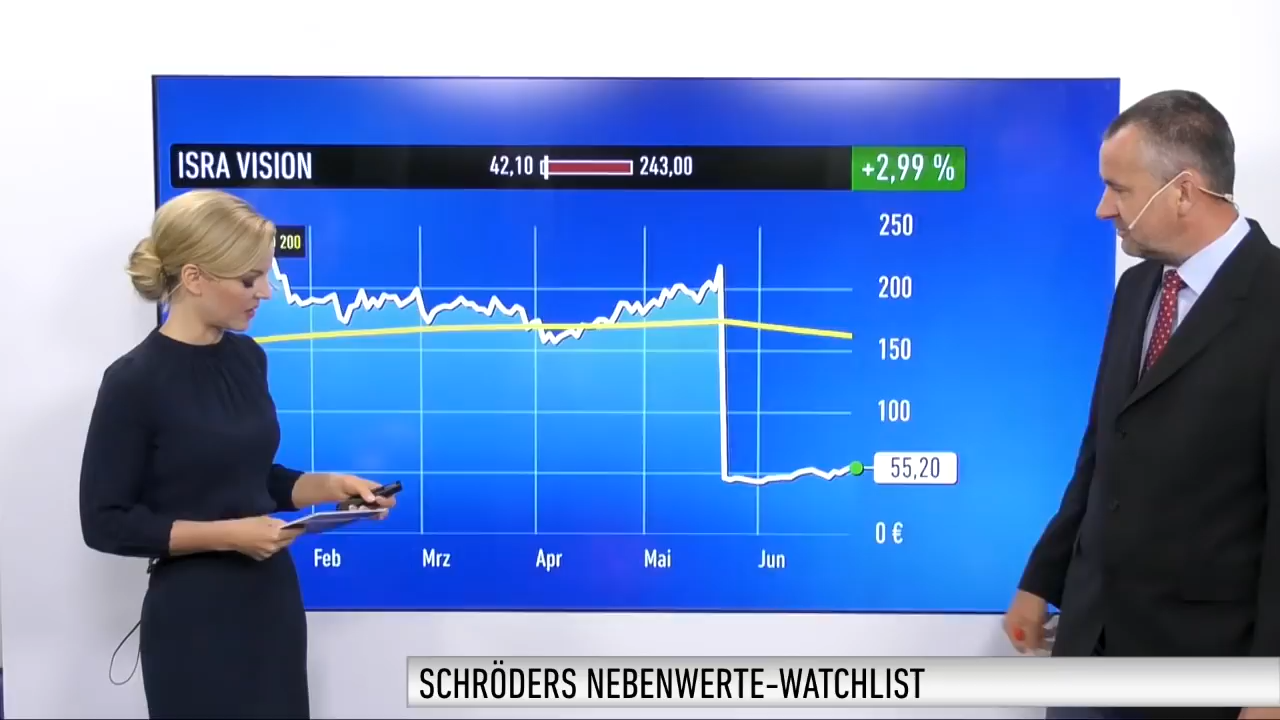 ISRA VISION 42,10 243,00 +2,99 %
200
250
200
150
100
55,20
0 €
Feb Mrz Apr Mai Jun
SCHRÖDERS NEBENWERTE-WATCHLIST